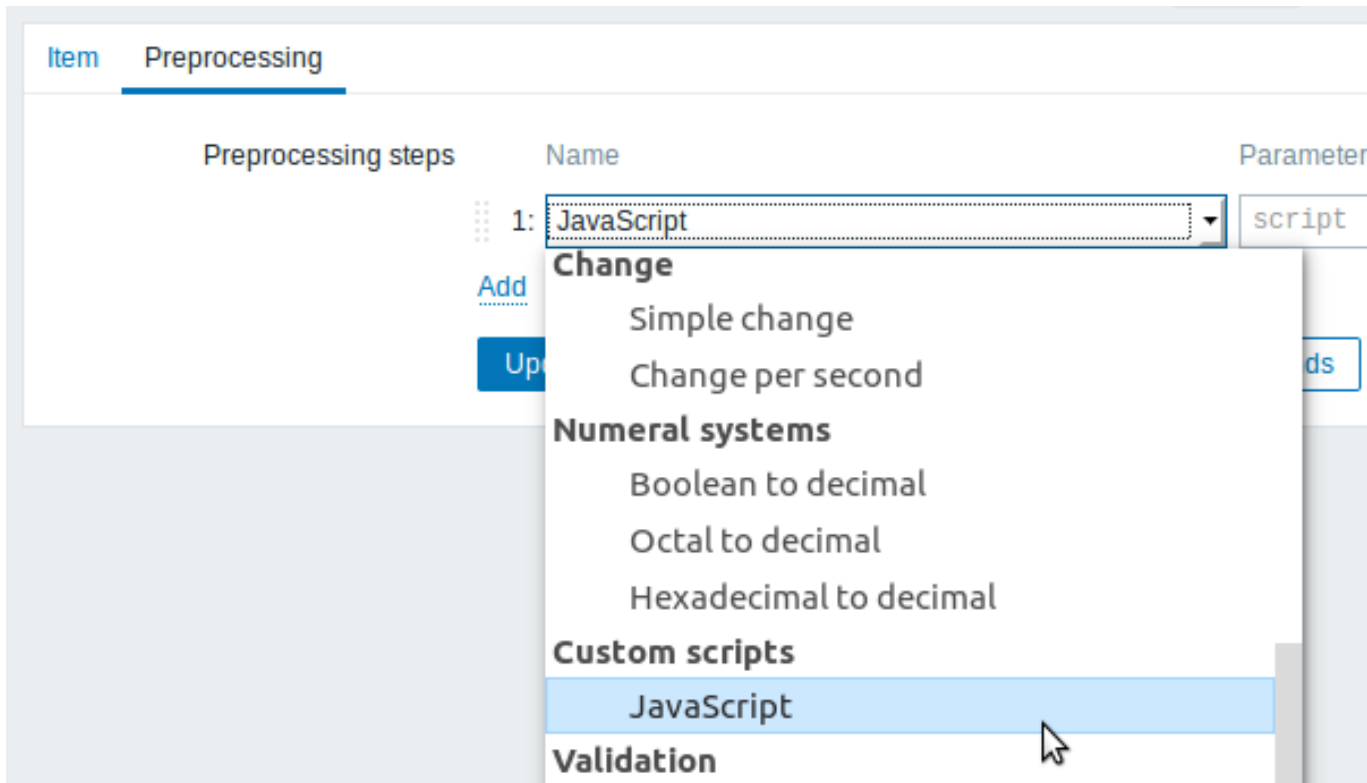 Item Preprocessing
Preprocessing steps Name Parameter
1: JavaScript script
Change
Add
Simple change
Change per second
Numeral systems
Boolean to decimal
Octal to decimal
Hexadecimal to decimal
Custom scripts
JavaScript
Validation